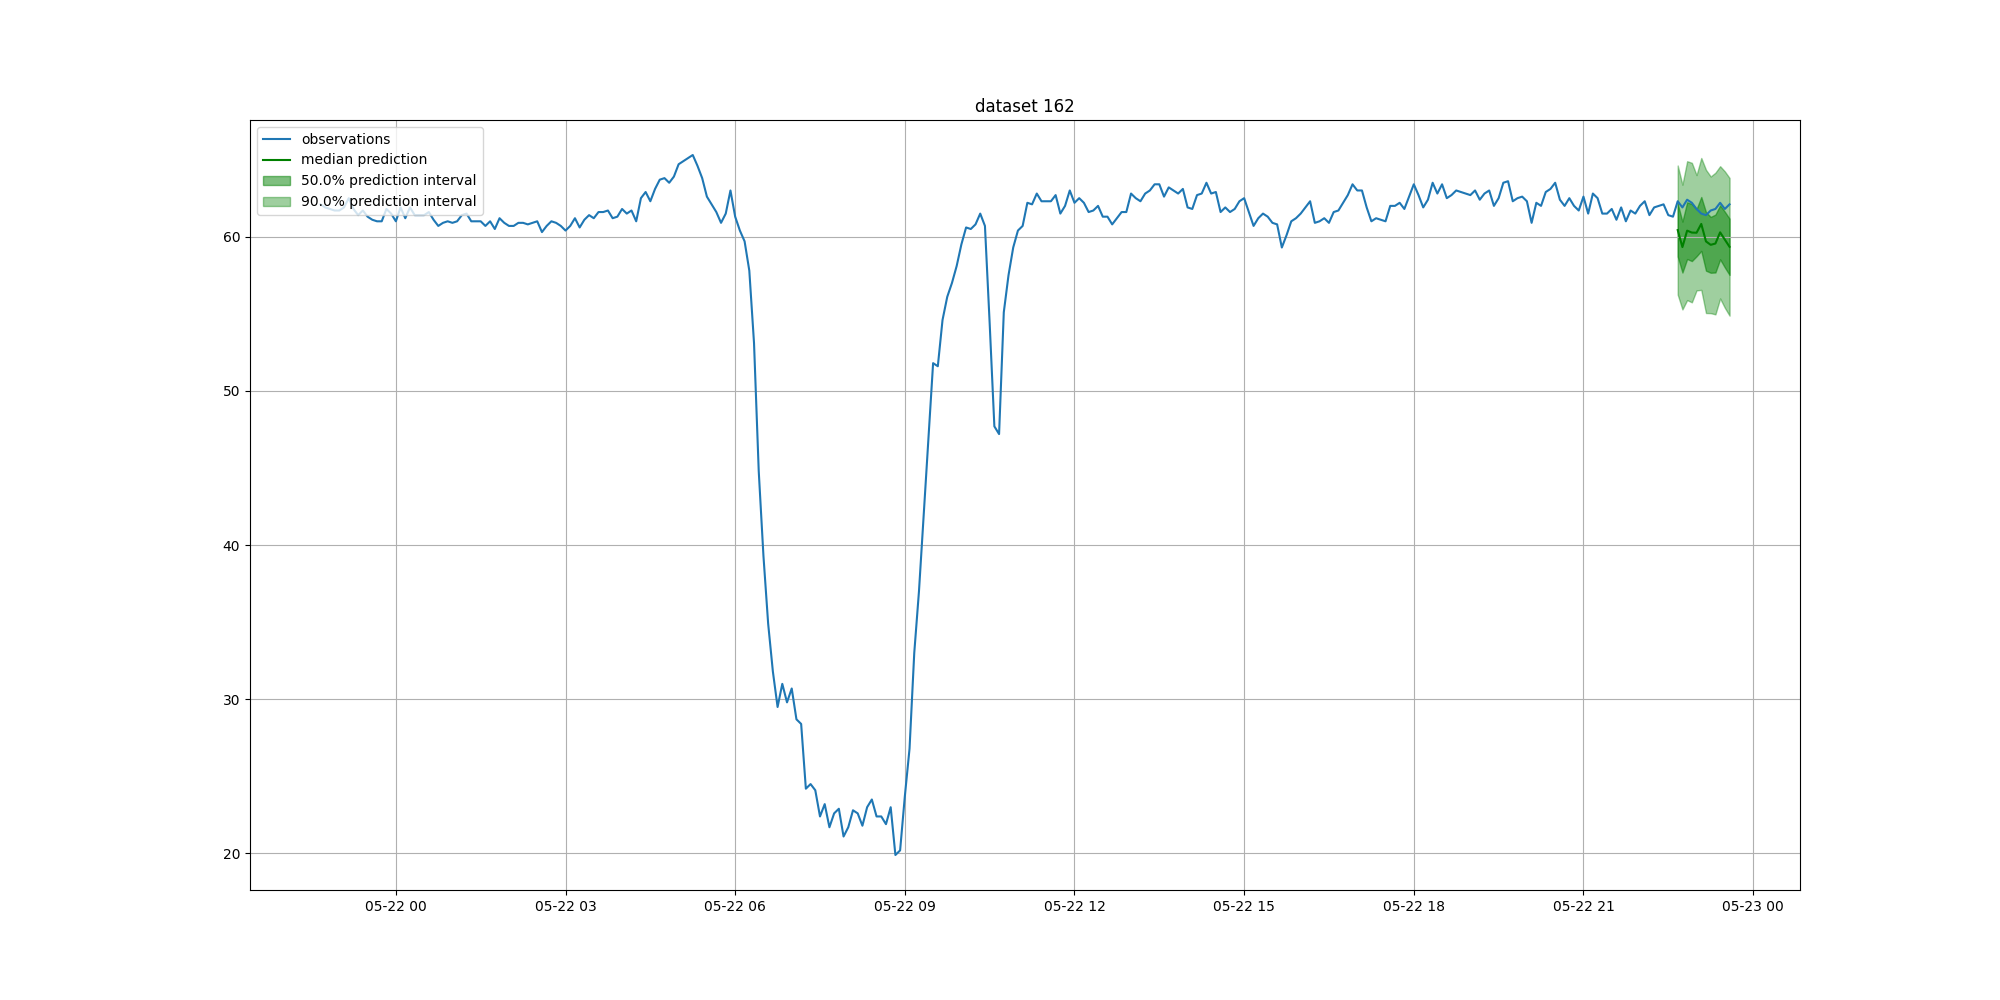 dataset 162
observations
median prediction
50.0% prediction interval
90.0% prediction interval
60
50
40
30
20
05-22 00
05-22 03
05-22 06
05-22 09
05-22 12
05-22 15
05-22 18
05-22 21
05-23 00